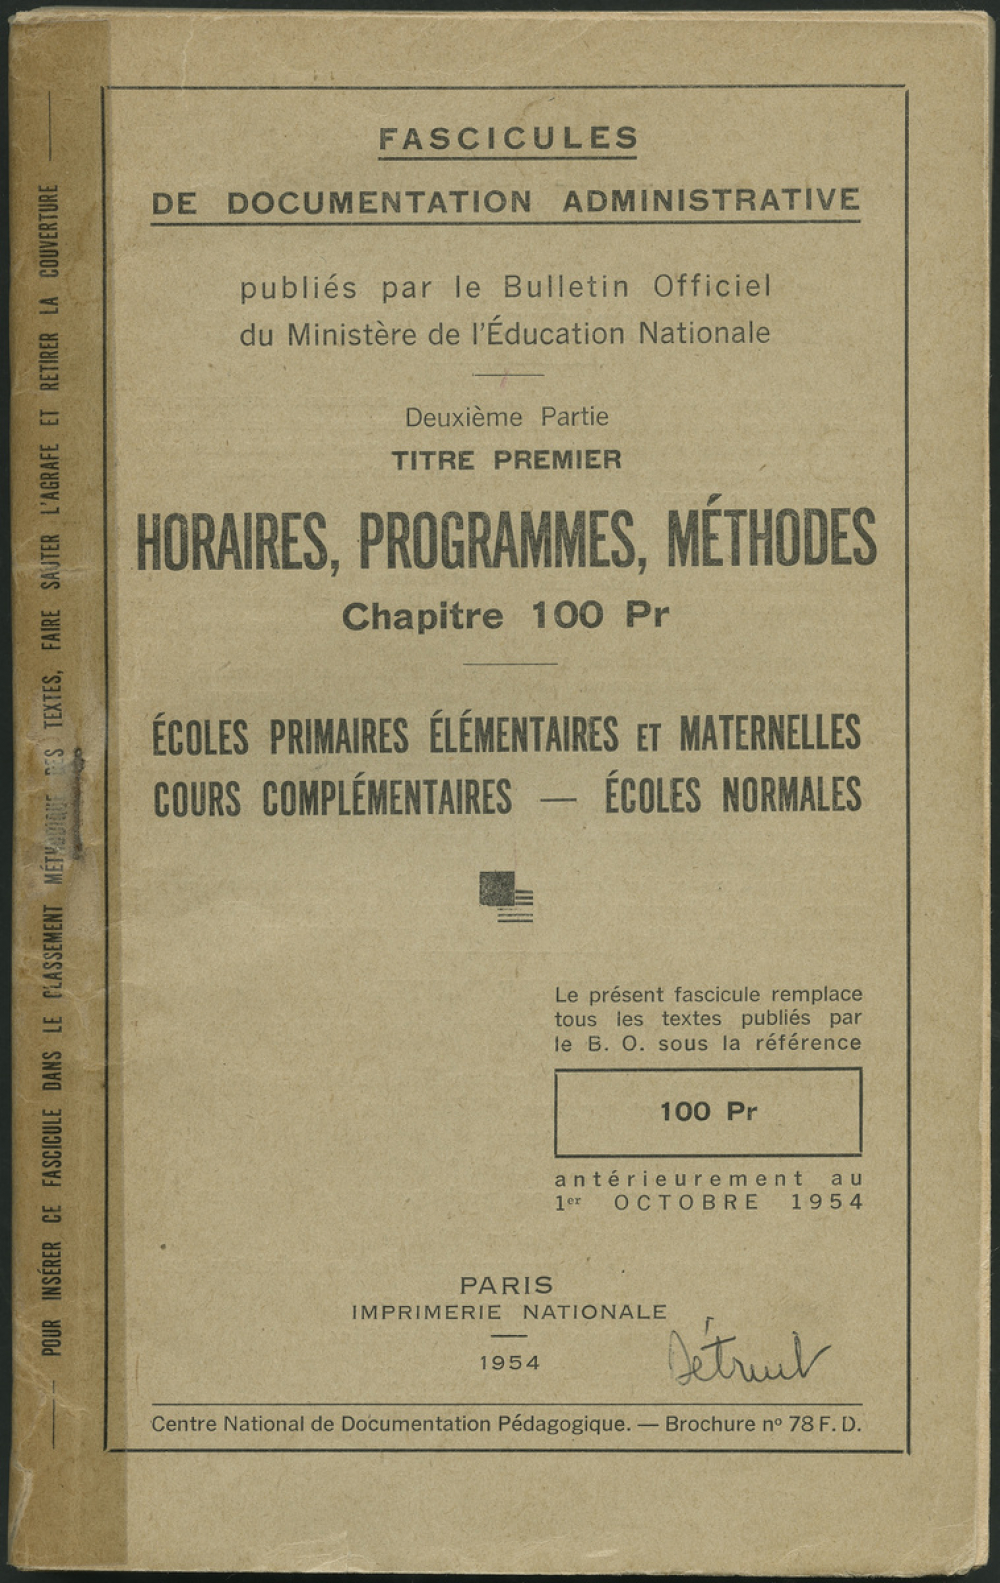 FASCICULES
DE DOCUMENTATION ADMINISTRATIVE
publiés par le Bulletin Officiel
du Ministère de l'Éducation Nationale
Deuxième Partie
TITRE PREMIER
HORAIRES, PROGRAMMES, MÉTHODES
Chapitre 100 Pr
ÉCOLES PRIMAIRES ÉLÉMENTAIRES ET MATERNELLES
COURS COMPLÉMENTAIRES — ÉCOLES NORMALES
Le présent fascicule remplace
tous les textes publiés par
le B. O. sous la référence
100 Pr
antérieurement au
1er OCTOBRE 1954
PARIS
IMPRIMERIE NATIONALE
1954
Détruit
Centre National de Documentation Pédagogique. — Brochure nº 78 F. D.
POUR INSÉRER CE FASCICULE DANS LE CLASSEMENT MÉTHODIQUE DES TEXTES, FAIRE SAUTER L'AGRAFE ET RETIRER LA COUVERTURE